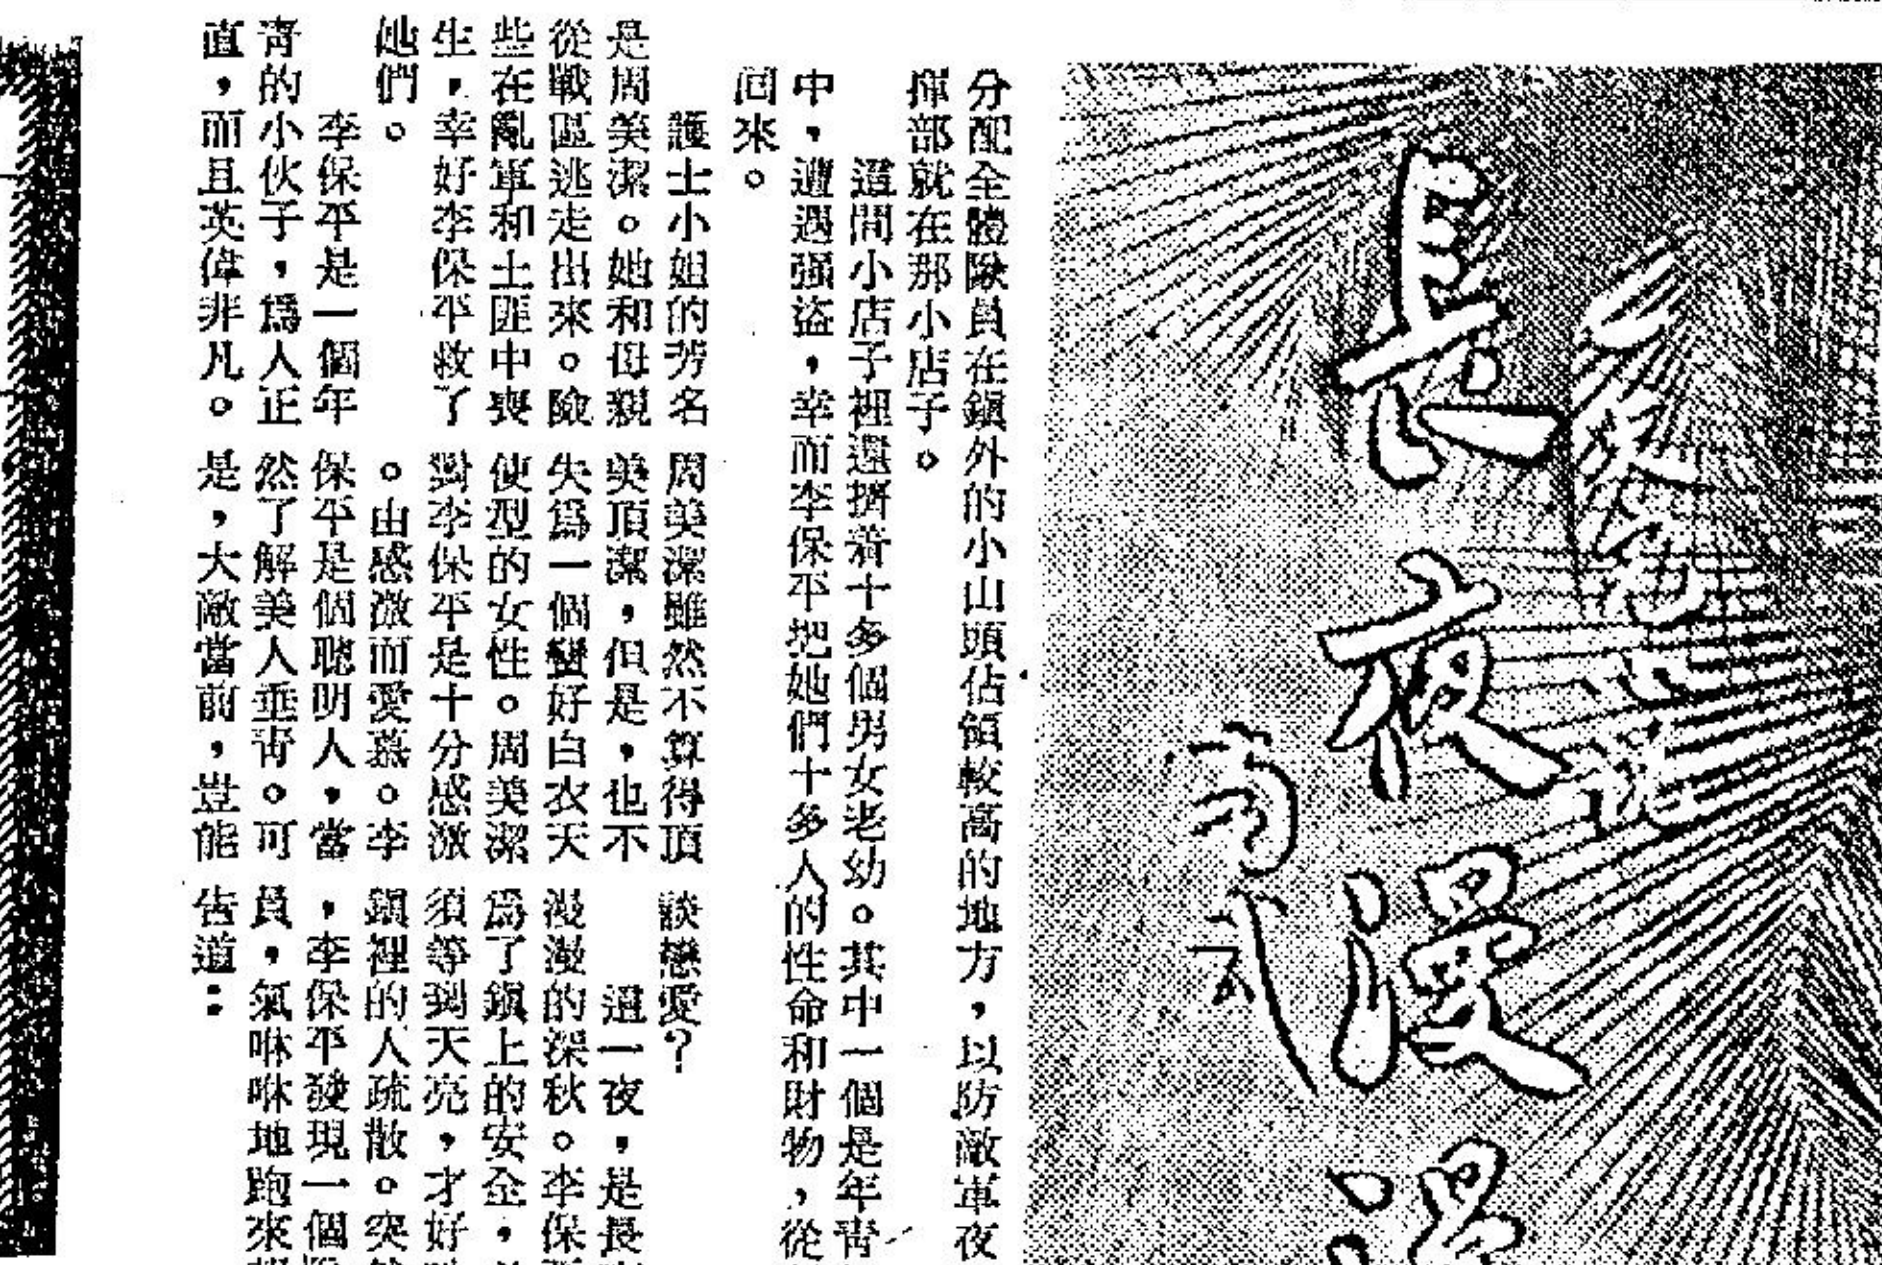 長夜漫漫
分配全體隊員在鎭外的小山頭佔領較高的地方，以防敵軍夜
揮部就在那小店子。
這間小店子裡還擠着十多個男女老幼。其中一個是年靑
中，遭遇强盜，幸而李保平把她們十多人的性命和財物，從
回來。
護士小姐的芳名
是周美潔。她和母親
從戰區逃走出來。險
些在亂軍和土匪中喪
生，幸好李保平救了
她們。
李保平是一個年
靑的小伙子，爲人正
直，而且英偉非凡。
周美潔雖然不算得頂
美頂潔，但是，也不
失爲一個蠻好白衣天
使型的女性。周美潔
對李保平是十分感激
。由感激而愛慕。李
保平是個聰明人，當
然了解美人垂靑。可
是，大敵當前，豈能
談戀愛？
這一夜，是長
漫漫的深秋。李保
爲了鎭上的安全，
須等到天亮，才好
鎭裡的人疏散。突
，李保平發現一個
員，氣咻咻地跑來
告道：